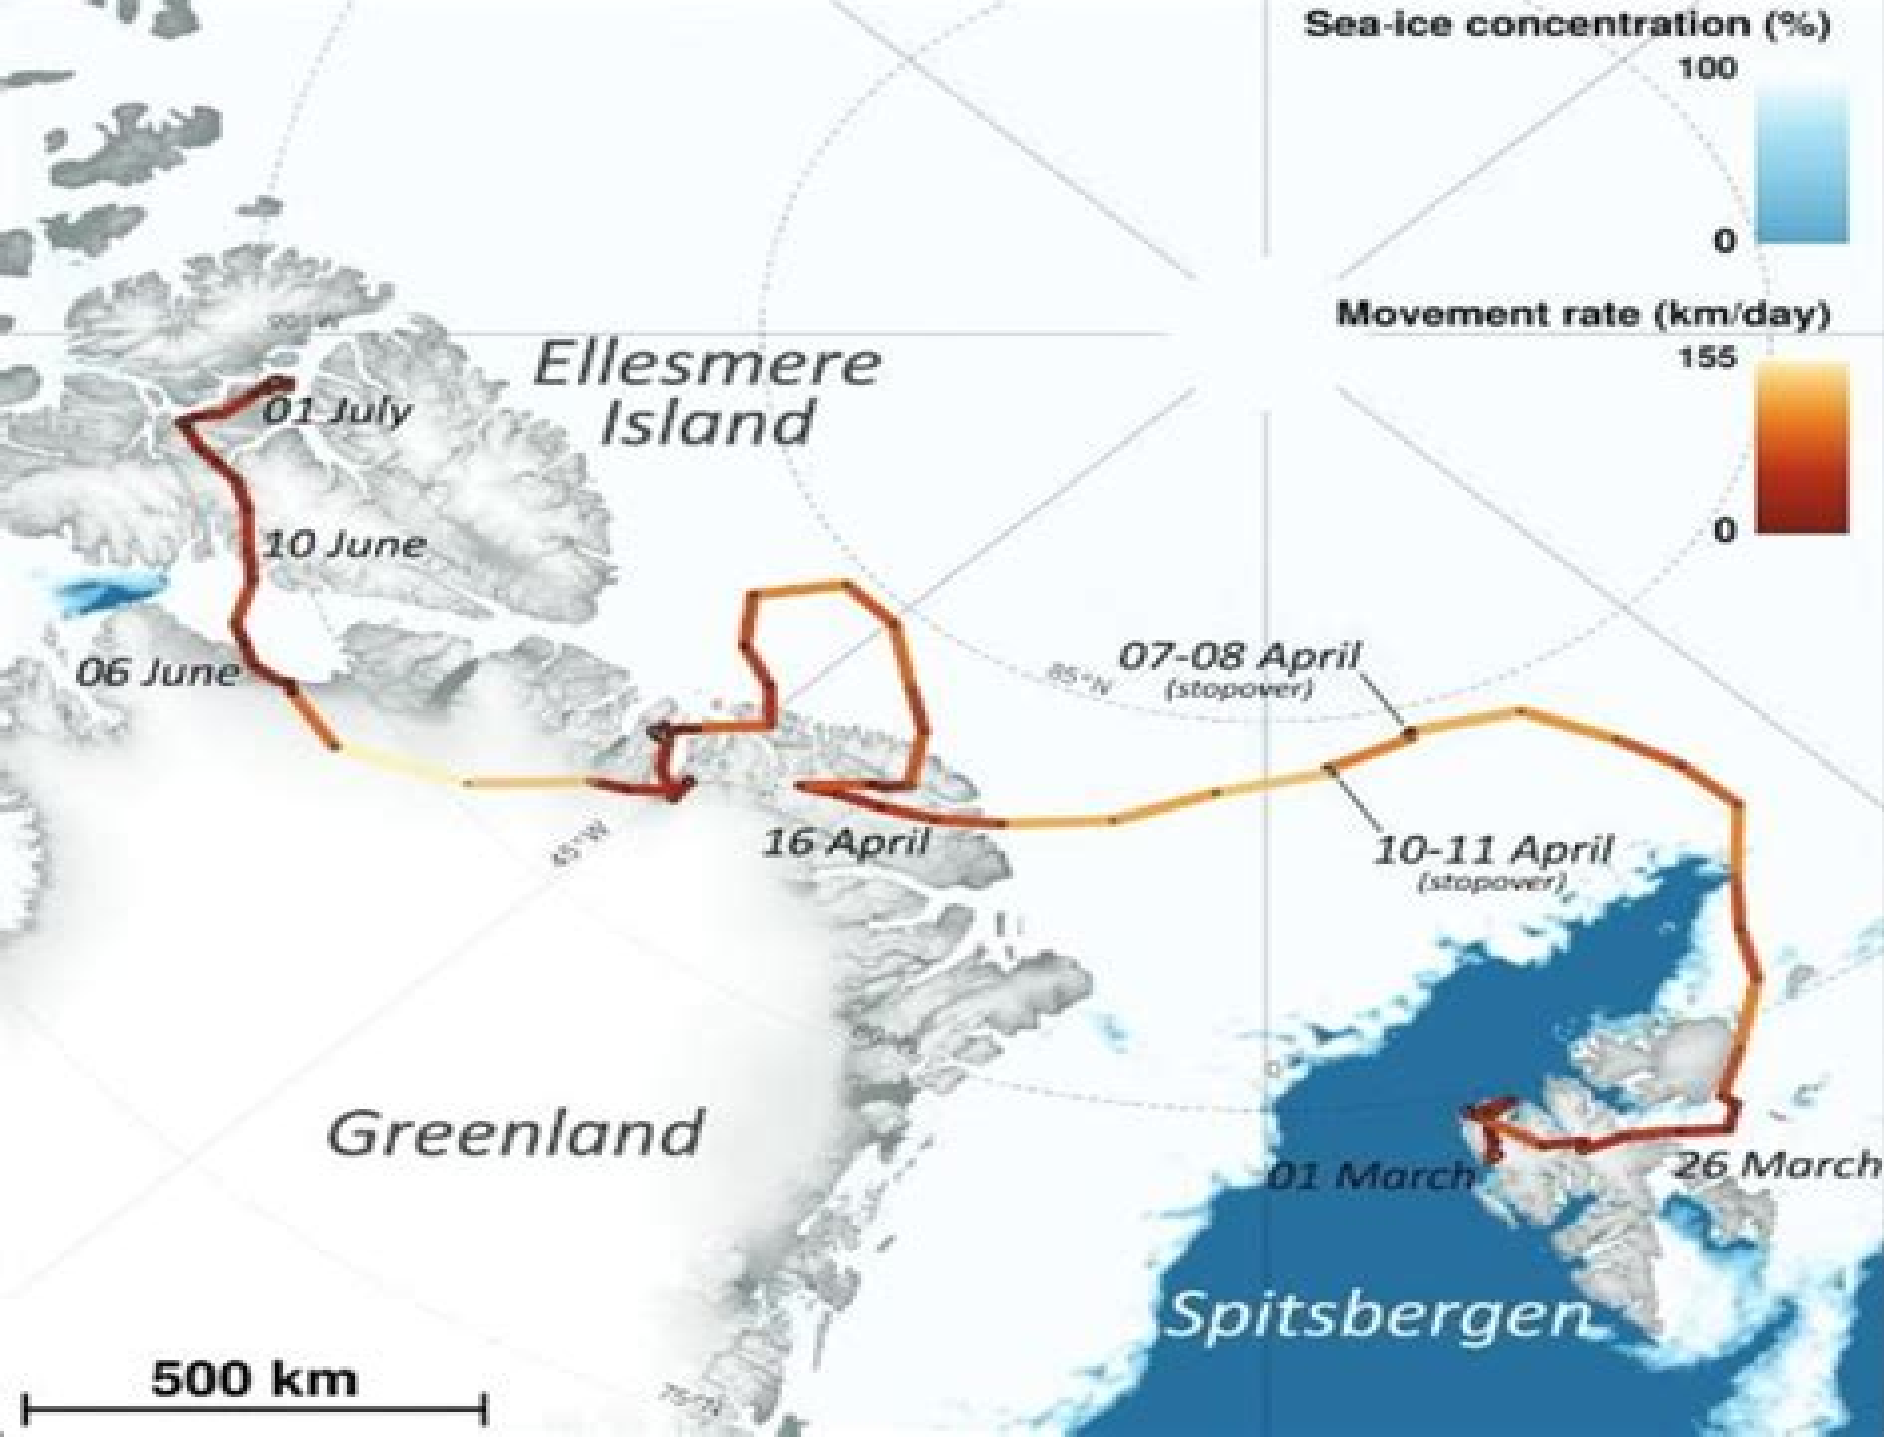 Sea-ice concentration (%)
100
0
Movement rate (km/day)
155
0
Ellesmere
Island
01 July
10 June
06 June
07-08 April
(stopover)
85°N
10-11 April
(stopover)
16 April
45°W
Greenland
01 March
26 March
Spitsbergen
75°N
500 km